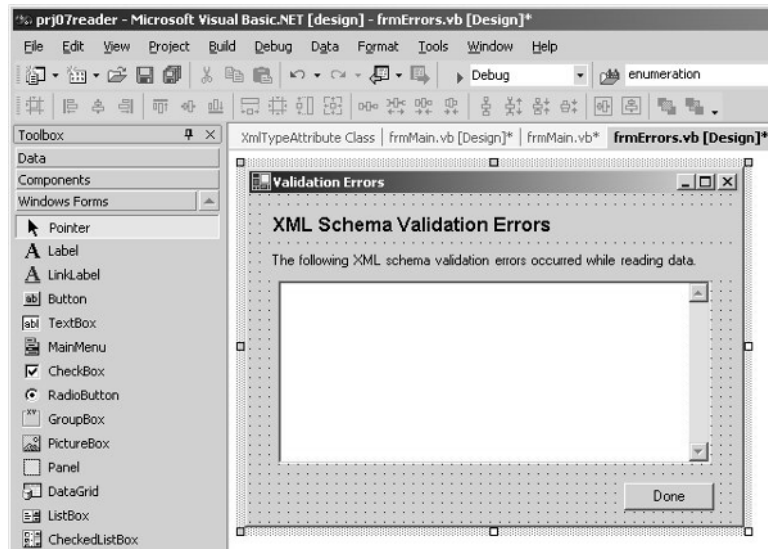 prj07reader - Microsoft Visual Basic.NET [design] - frmErrors.vb [Design]*
File Edit View Project Build Debug Data Format Tools Window Help
Debug enumeration
Toolbox
XmlTypeAttribute Class frmMain.vb [Design]* frmMain.vb* frmErrors.vb [Design]*
Data
Components
Windows Forms
Pointer
A Label
A LinkLabel
ab Button
abl TextBox
MainMenu
CheckBox
RadioButton
XY GroupBox
PictureBox
Panel
DataGrid
ListBox
CheckedListBox
Validation Errors
XML Schema Validation Errors
The following XML schema validation errors occurred while reading data.
Done